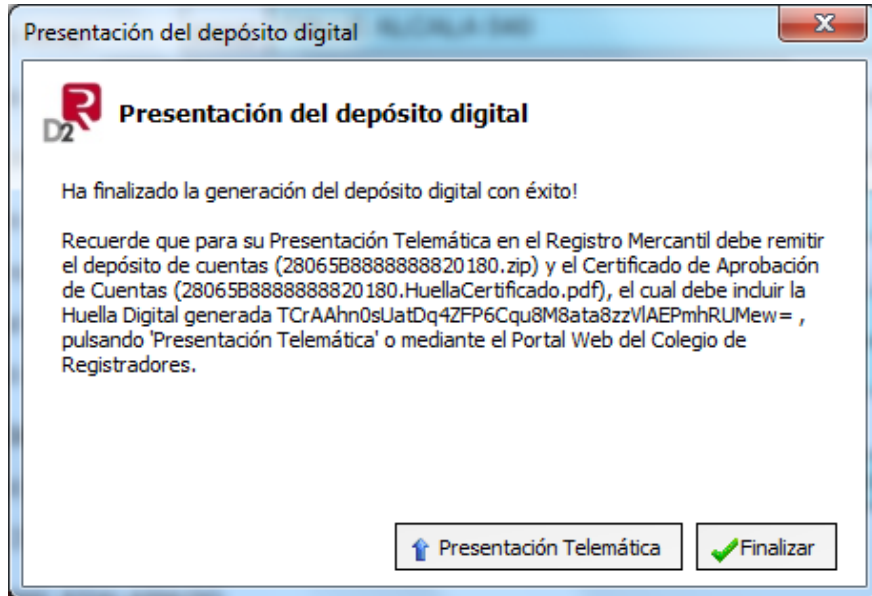 Presentación del depósito digital
D2R
Presentación del depósito digital
Ha finalizado la generación del depósito digital con éxito!
Recuerde que para su Presentación Telemática en el Registro Mercantil debe remitir
el depósito de cuentas (28065B8888888820180.zip) y el Certificado de Aprobación
de Cuentas (28065B8888888820180.HuellaCertificado.pdf), el cual debe incluir la
Huella Digital generada TCrAAhn0sUatDq4ZFP6Cqu8M8ata8zzVlAEPmhRUMew= ,
pulsando 'Presentación Telemática' o mediante el Portal Web del Colegio de
Registradores.
Presentación Telemática
Finalizar